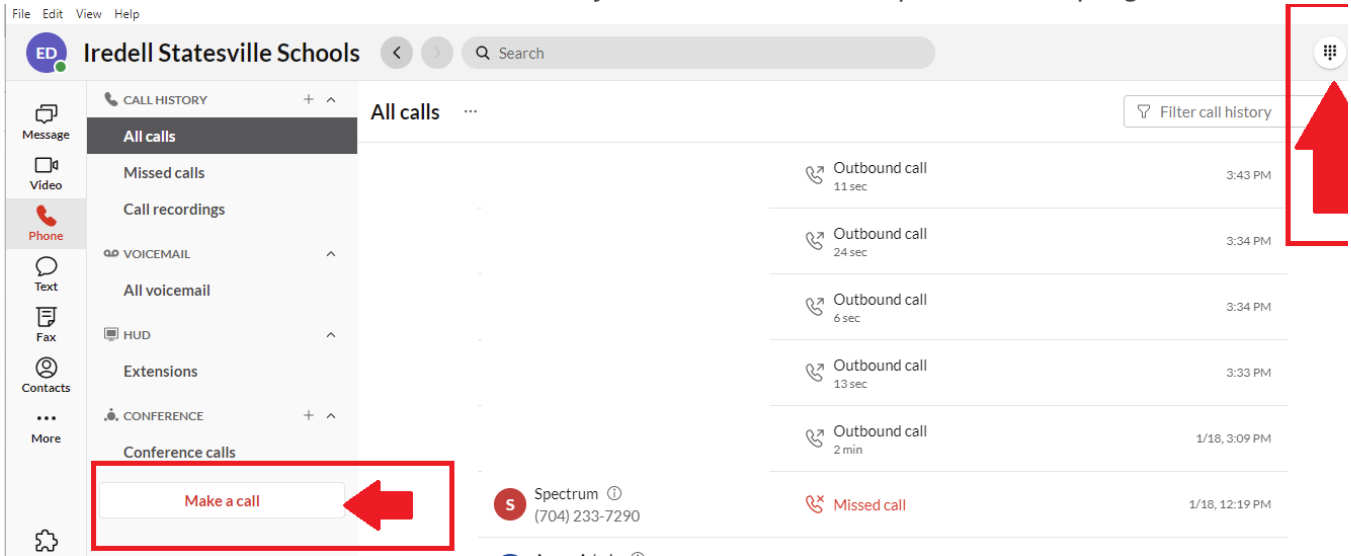 File Edit View Help
ED Iredell Statesville Schools Search
Message
Video
Phone
Text
Fax
Contacts
More
CALL HISTORY
All calls
Missed calls
Call recordings
VOICEMAIL
All voicemail
HUD
Extensions
CONFERENCE
Conference calls
Make a call
All calls ...
Filter call history
Outbound call
11 sec
3:43 PM
Outbound call
24 sec
3:34 PM
Outbound call
6 sec
3:34 PM
Outbound call
13 sec
3:33 PM
Outbound call
2 min
1/18, 3:09 PM
S Spectrum
(704) 233-7290
Missed call
1/18, 12:19 PM